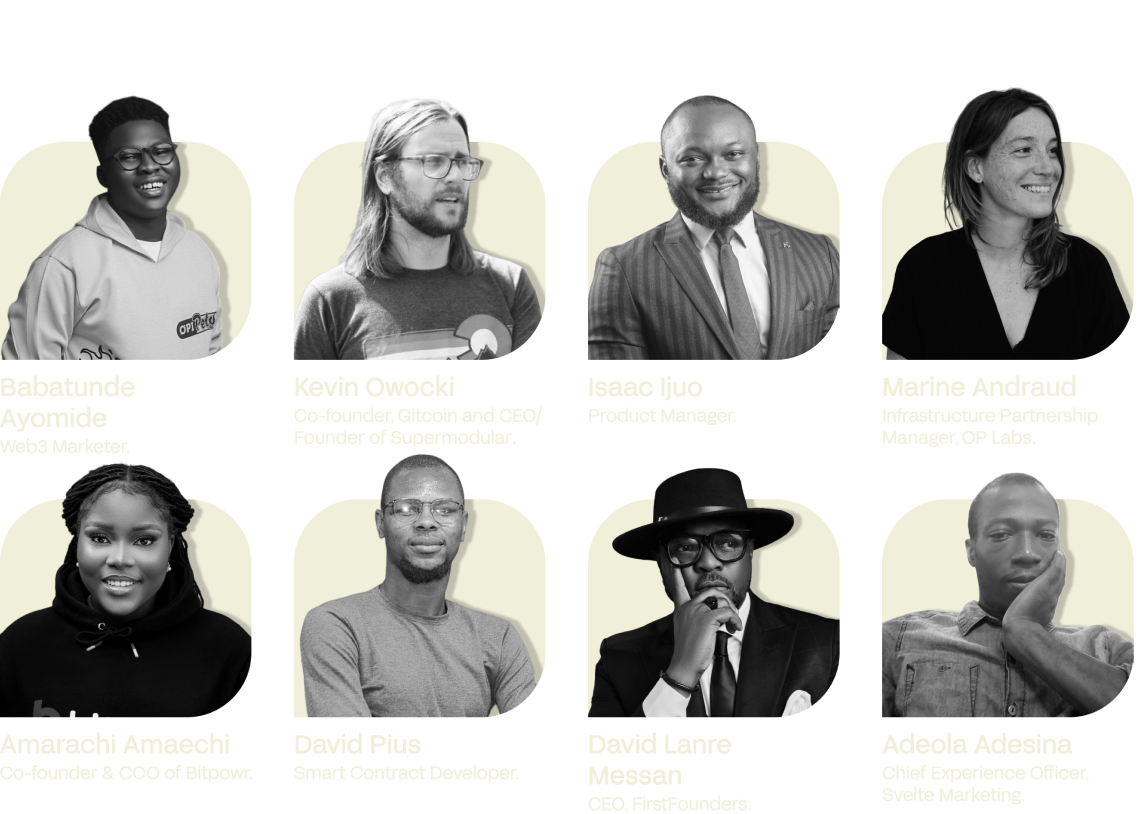 OP
Babatunde
Ayomide
Web3 Marketer.
Kevin Owocki
Co-founder, Gitcoin and CEO/
Founder of Supermodular.
Isaac Ijuo
Product Manager.
Marine Andraud
Infrastructure Partnership
Manager, OP Labs.
Amarachi Amaechi
Co-founder & COO of Bitpowr.
David Pius
Smart Contract Developer.
David Lanre
Messan
CEO, FirstFounders.
Adeola Adesina
Chief Experience Officer,
Svelte Marketing.